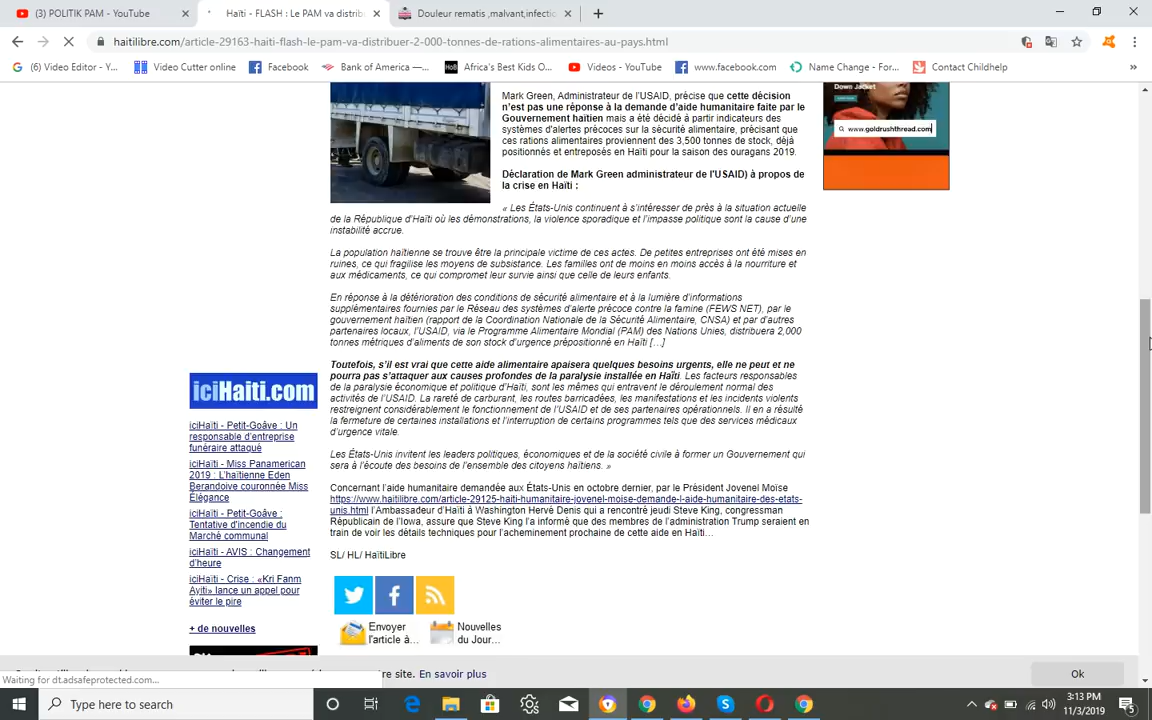 (3) POLITIK PAM - YouTube
Haïti - FLASH : Le PAM va distrib
Douleur rematis ,malvant,infectio
haitilibre.com/article-29163-haiti-flash-le-pam-va-distribuer-2-000-tonnes-de-rations-alimentaires-au-pays.html
(6) Video Editor - Y...
Video Cutter online
Facebook
Bank of America —...
Africa's Best Kids O...
Videos - YouTube
www.facebook.com
Name Change - For...
Contact Childhelp
Down Jacket
www.goldrushthread.com
Mark Green, Administrateur de l'USAID, précise que cette décision
n'est pas une réponse à la demande d'aide humanitaire faite par le
Gouvernement haïtien mais a été décidé à partir indicateurs des
systèmes d'alertes précoces sur la sécurité alimentaire, précisant que
ces rations alimentaires proviennent des 3,500 tonnes de stock, déjà
positionnés et entreposés en Haïti pour la saison des ouragans 2019.
Déclaration de Mark Green administrateur de l'USAID) à propos de
la crise en Haïti :
« Les États-Unis continuent à s'intéresser de près à la situation actuelle
de la République d'Haïti où les démonstrations, la violence sporadique et l'impasse politique sont la cause d'une
instabilité accrue.
La population haïtienne se trouve être la principale victime de ces actes. De petites entreprises ont été mises en
ruines, ce qui fragilise les moyens de subsistance. Les familles ont de moins en moins accès à la nourriture et
aux médicaments, ce qui compromet leur survie ainsi que celle de leurs enfants.
En réponse à la détérioration des conditions de sécurité alimentaire et à la lumière d'informations
supplémentaires fournies par le Réseau des systèmes d'alerte précoce contre la famine (FEWS NET), par le
gouvernement haïtien (rapport de la Coordination Nationale de la Sécurité Alimentaire, CNSA) et par d'autres
partenaires locaux, l'USAID, via le Programme Alimentaire Mondial (PAM) des Nations Unies, distribuera 2,000
tonnes métriques d'aliments de son stock d'urgence prépositionné en Haïti [...]
Toutefois, s'il est vrai que cette aide alimentaire apaisera quelques besoins urgents, elle ne peut et ne
pourra pas s'attaquer aux causes profondes de la paralysie installée en Haïti. Les facteurs responsables
de la paralysie économique et politique d'Haïti, sont les mêmes qui entravent le déroulement normal des
activités de l'USAID. La rareté de carburant, les routes barricadées, les manifestations et les incidents violents
restreignent considérablement le fonctionnement de l'USAID et de ses partenaires opérationnels. Il en a résulté
la fermeture de certaines installations et l'interruption de certains programmes tels que des services médicaux
d'urgence vitale.
Les États-Unis invitent les leaders politiques, économiques et de la société civile à former un Gouvernement qui
sera à l'écoute des besoins de l'ensemble des citoyens haïtiens. »
Concernant l'aide humanitaire demandée aux États-Unis en octobre dernier, par le Président Jovenel Moïse
https://www.haitilibre.com/article-29125-haiti-humanitaire-jovenel-moise-demande-l-aide-humanitaire-des-etats-
unis.html l'Ambassadeur d'Haïti à Washington Hervé Denis qui a rencontré jeudi Steve King, congressman
Républicain de l'Iowa, assure que Steve King l'a informé que des membres de l'administration Trump seraient en
train de voir les détails techniques pour l'acheminement prochaine de cette aide en Haïti...
SL/ HL/ HaïtiLibre
Envoyer
l'article à...
Nouvelles
du Jour...
iciHaiti.com
iciHaïti - Petit-Goâve : Un
responsable d'entreprise
funéraire attaqué
iciHaïti - Miss Panamerican
2019 : L'haïtienne Eden
Berandoive couronnée Miss
Élégance
iciHaïti - Petit-Goâve :
Tentative d'incendie du
Marché communal
iciHaïti - AVIS : Changement
d'heure
iciHaïti - Crise : «Kri Fanm
Ayiti» lance un appel pour
éviter le pire
+ de nouvelles
re site. En savoir plus
Ok
Waiting for dt.adsafeprotected.com...
Type here to search
3:13 PM
11/3/2019
5